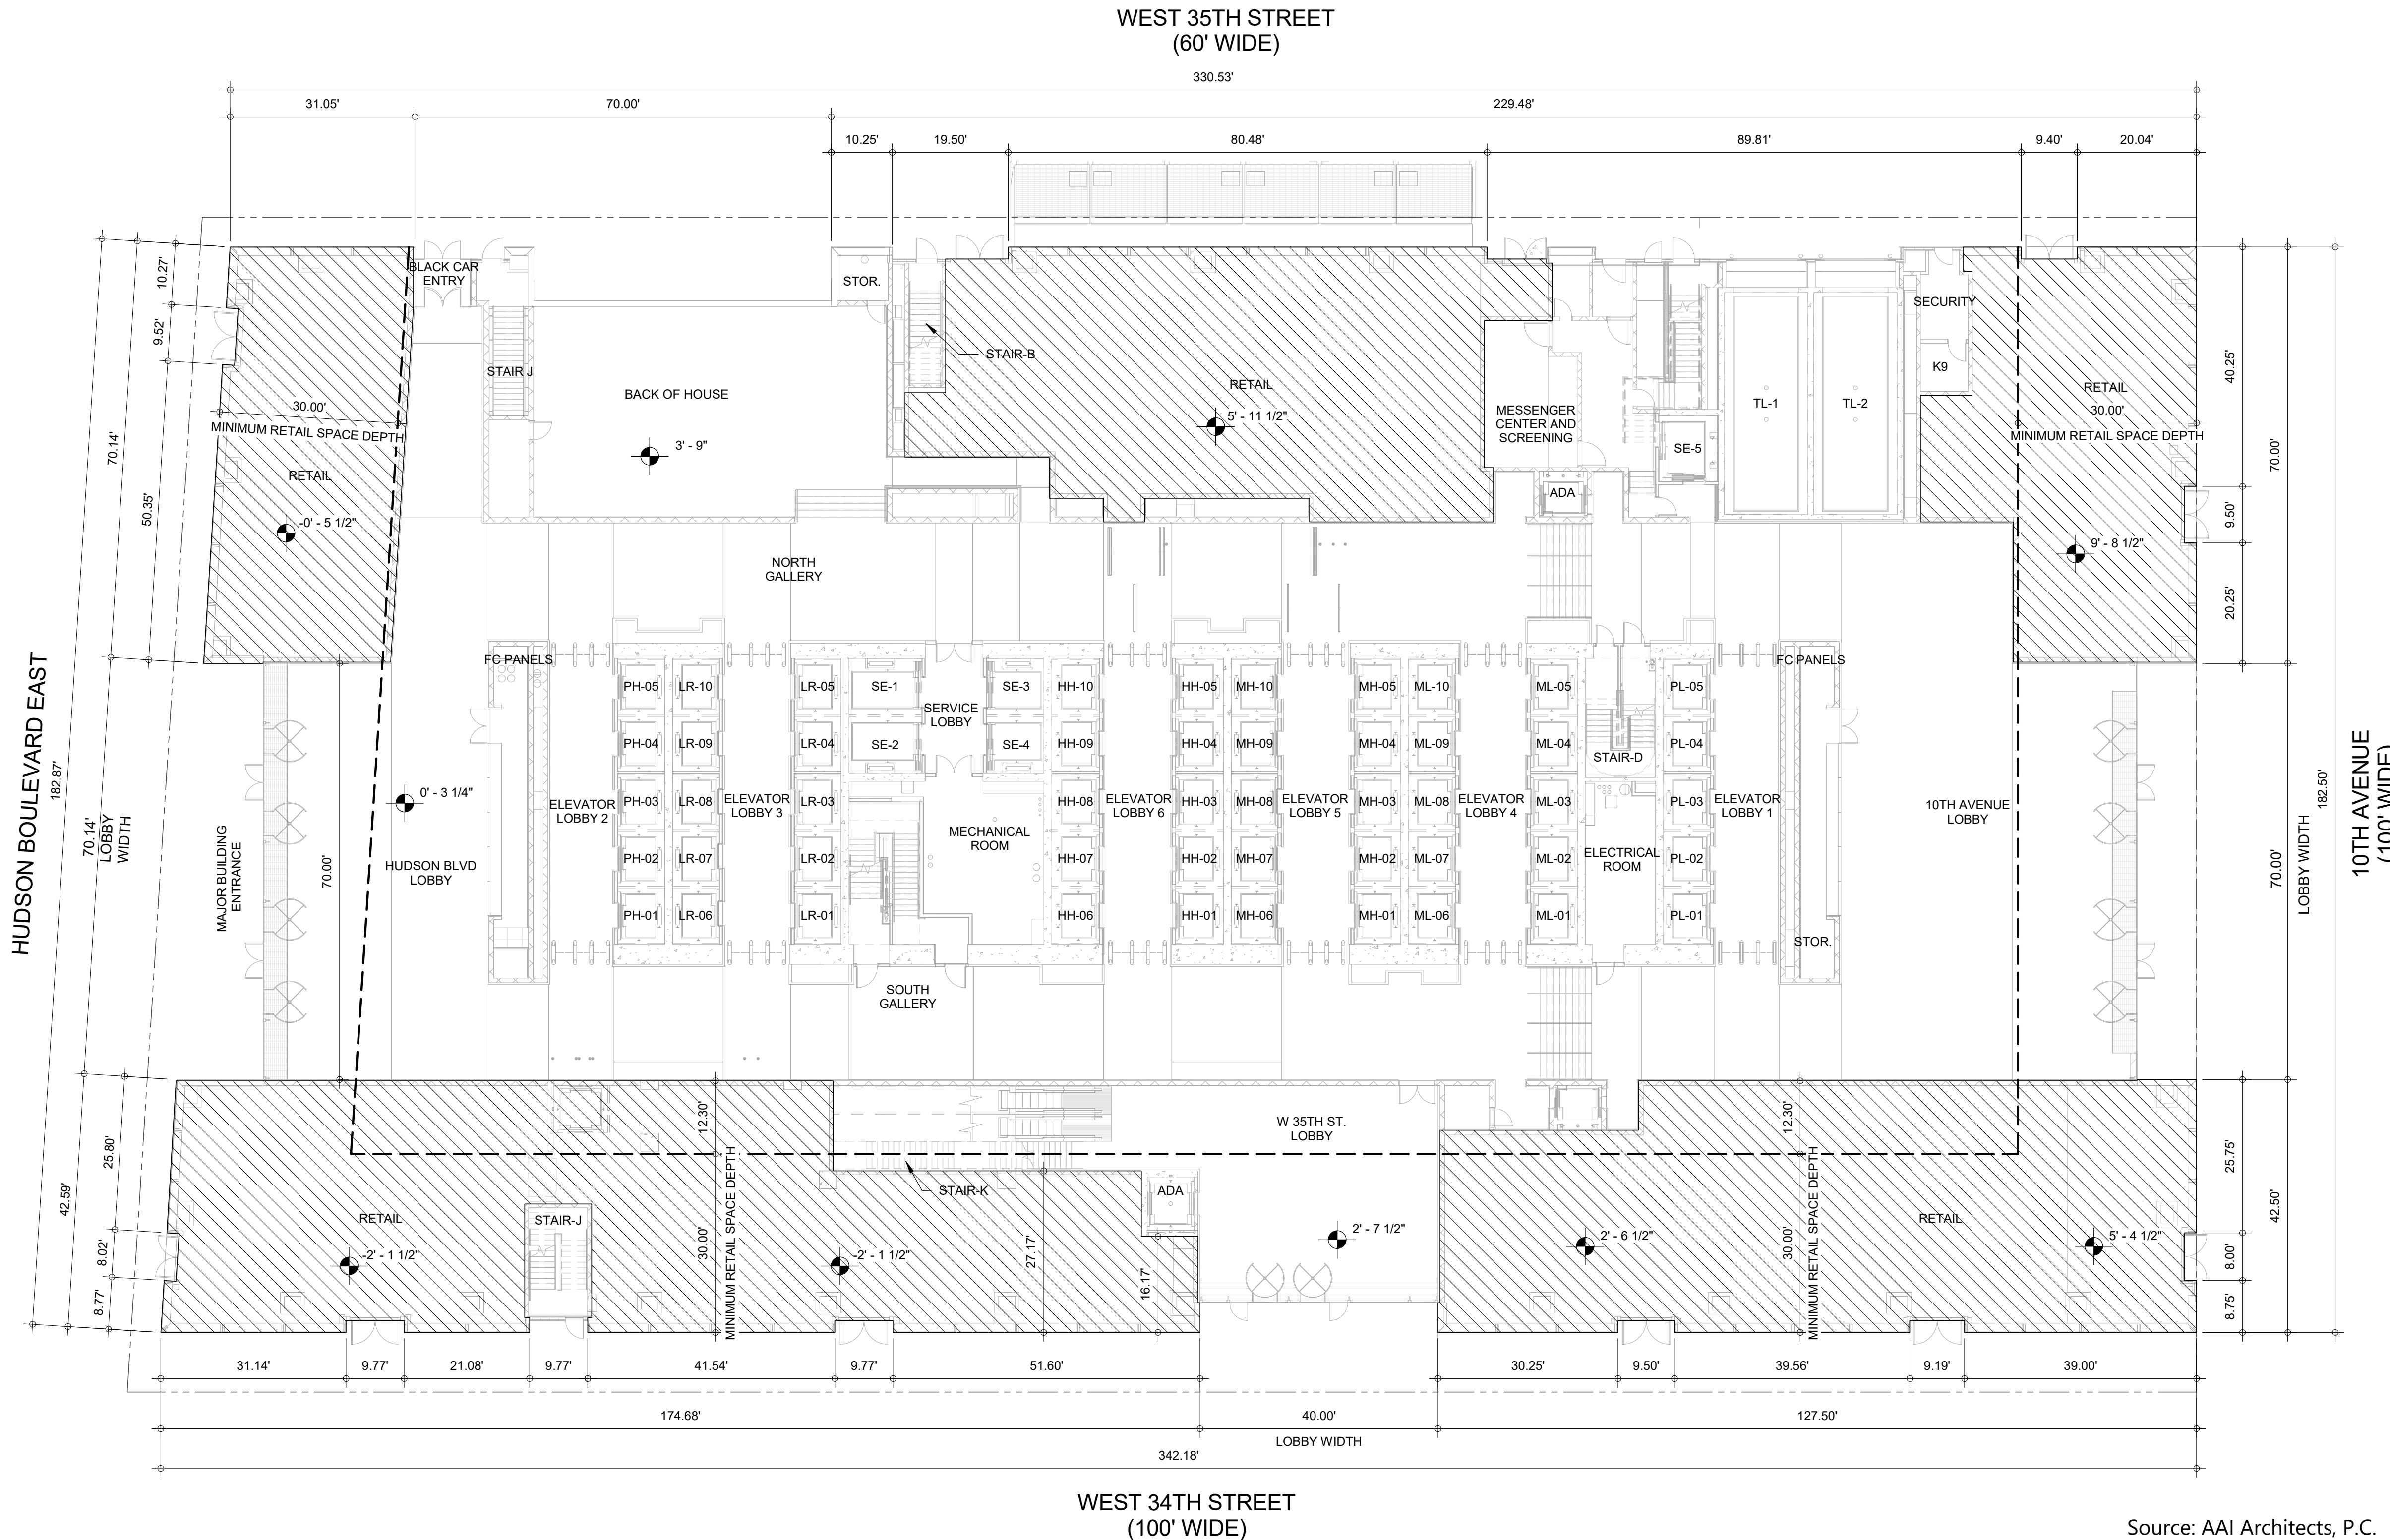 WEST 35TH STREET
(60' WIDE)
330.53'
31.05'
70.00'
229.48'
10.25'
19.50'
80.48'
89.81'
9.40'
20.04'
HUDSON BOULEVARD EAST
182.87'
70.14'
70.14'
LOBBY
WIDTH
42.59'
10.27'
9.52'
50.35'
25.80'
8.02'
8.77'
BLACK CAR
ENTRY
STOR.
STAIR J
BACK OF HOUSE
3' - 9"
STAIR-B
RETAIL
5' - 11 1/2"
MESSENGER
CENTER AND
SCREENING
ADA
SE-5
TL-1
TL-2
SECURITY
K9
RETAIL
30.00'
MINIMUM RETAIL SPACE DEPTH
9' - 8 1/2"
30.00'
MINIMUM RETAIL SPACE DEPTH
RETAIL
-0' - 5 1/2"
40.25'
9.50'
20.25'
70.00'
182.50'
70.00'
LOBBY WIDTH
10TH AVENUE
(100' WIDE)
NORTH
GALLERY
FC PANELS
PH-05
LR-10
LR-05
SE-1
SE-3
HH-10
HH-05
MH-10
MH-05
ML-10
ML-05
PL-05
FC PANELS
SERVICE
LOBBY
PH-04
LR-09
LR-04
SE-2
SE-4
HH-09
HH-04
MH-09
MH-04
ML-09
ML-04
PL-04
STAIR-D
0' - 3 1/4"
ELEVATOR
LOBBY 2
PH-03
LR-08
ELEVATOR
LOBBY 3
LR-03
HH-08
ELEVATOR
LOBBY 6
HH-03
MH-08
ELEVATOR
LOBBY 5
MH-03
ML-08
ELEVATOR
LOBBY 4
ML-03
PL-03
ELEVATOR
LOBBY 1
10TH AVENUE
LOBBY
MECHANICAL
ROOM
MAJOR BUILDING
ENTRANCE
70.00'
HUDSON BLVD
LOBBY
PH-02
LR-07
LR-02
HH-07
HH-02
MH-07
MH-02
ML-07
ML-02
ELECTRICAL
ROOM
PL-02
PH-01
LR-06
LR-01
HH-06
HH-01
MH-06
MH-01
ML-06
ML-01
PL-01
STOR.
SOUTH
GALLERY
12.30'
30.00'
MINIMUM RETAIL SPACE DEPTH
W 35TH ST.
LOBBY
12.30'
30.00'
MINIMUM RETAIL SPACE DEPTH
STAIR-K
ADA
27.17'
16.17'
RETAIL
STAIR-J
-2' - 1 1/2"
-2' - 1 1/2"
2' - 7 1/2"
2' - 6 1/2"
RETAIL
5' - 4 1/2"
25.75'
8.00'
8.75'
42.50'
31.14'
9.77'
21.08'
9.77'
41.54'
9.77'
51.60'
30.25'
9.50'
39.56'
9.19'
39.00'
174.68'
40.00'
LOBBY WIDTH
127.50'
342.18'
WEST 34TH STREET
(100' WIDE)
Source: AAI Architects, P.C.